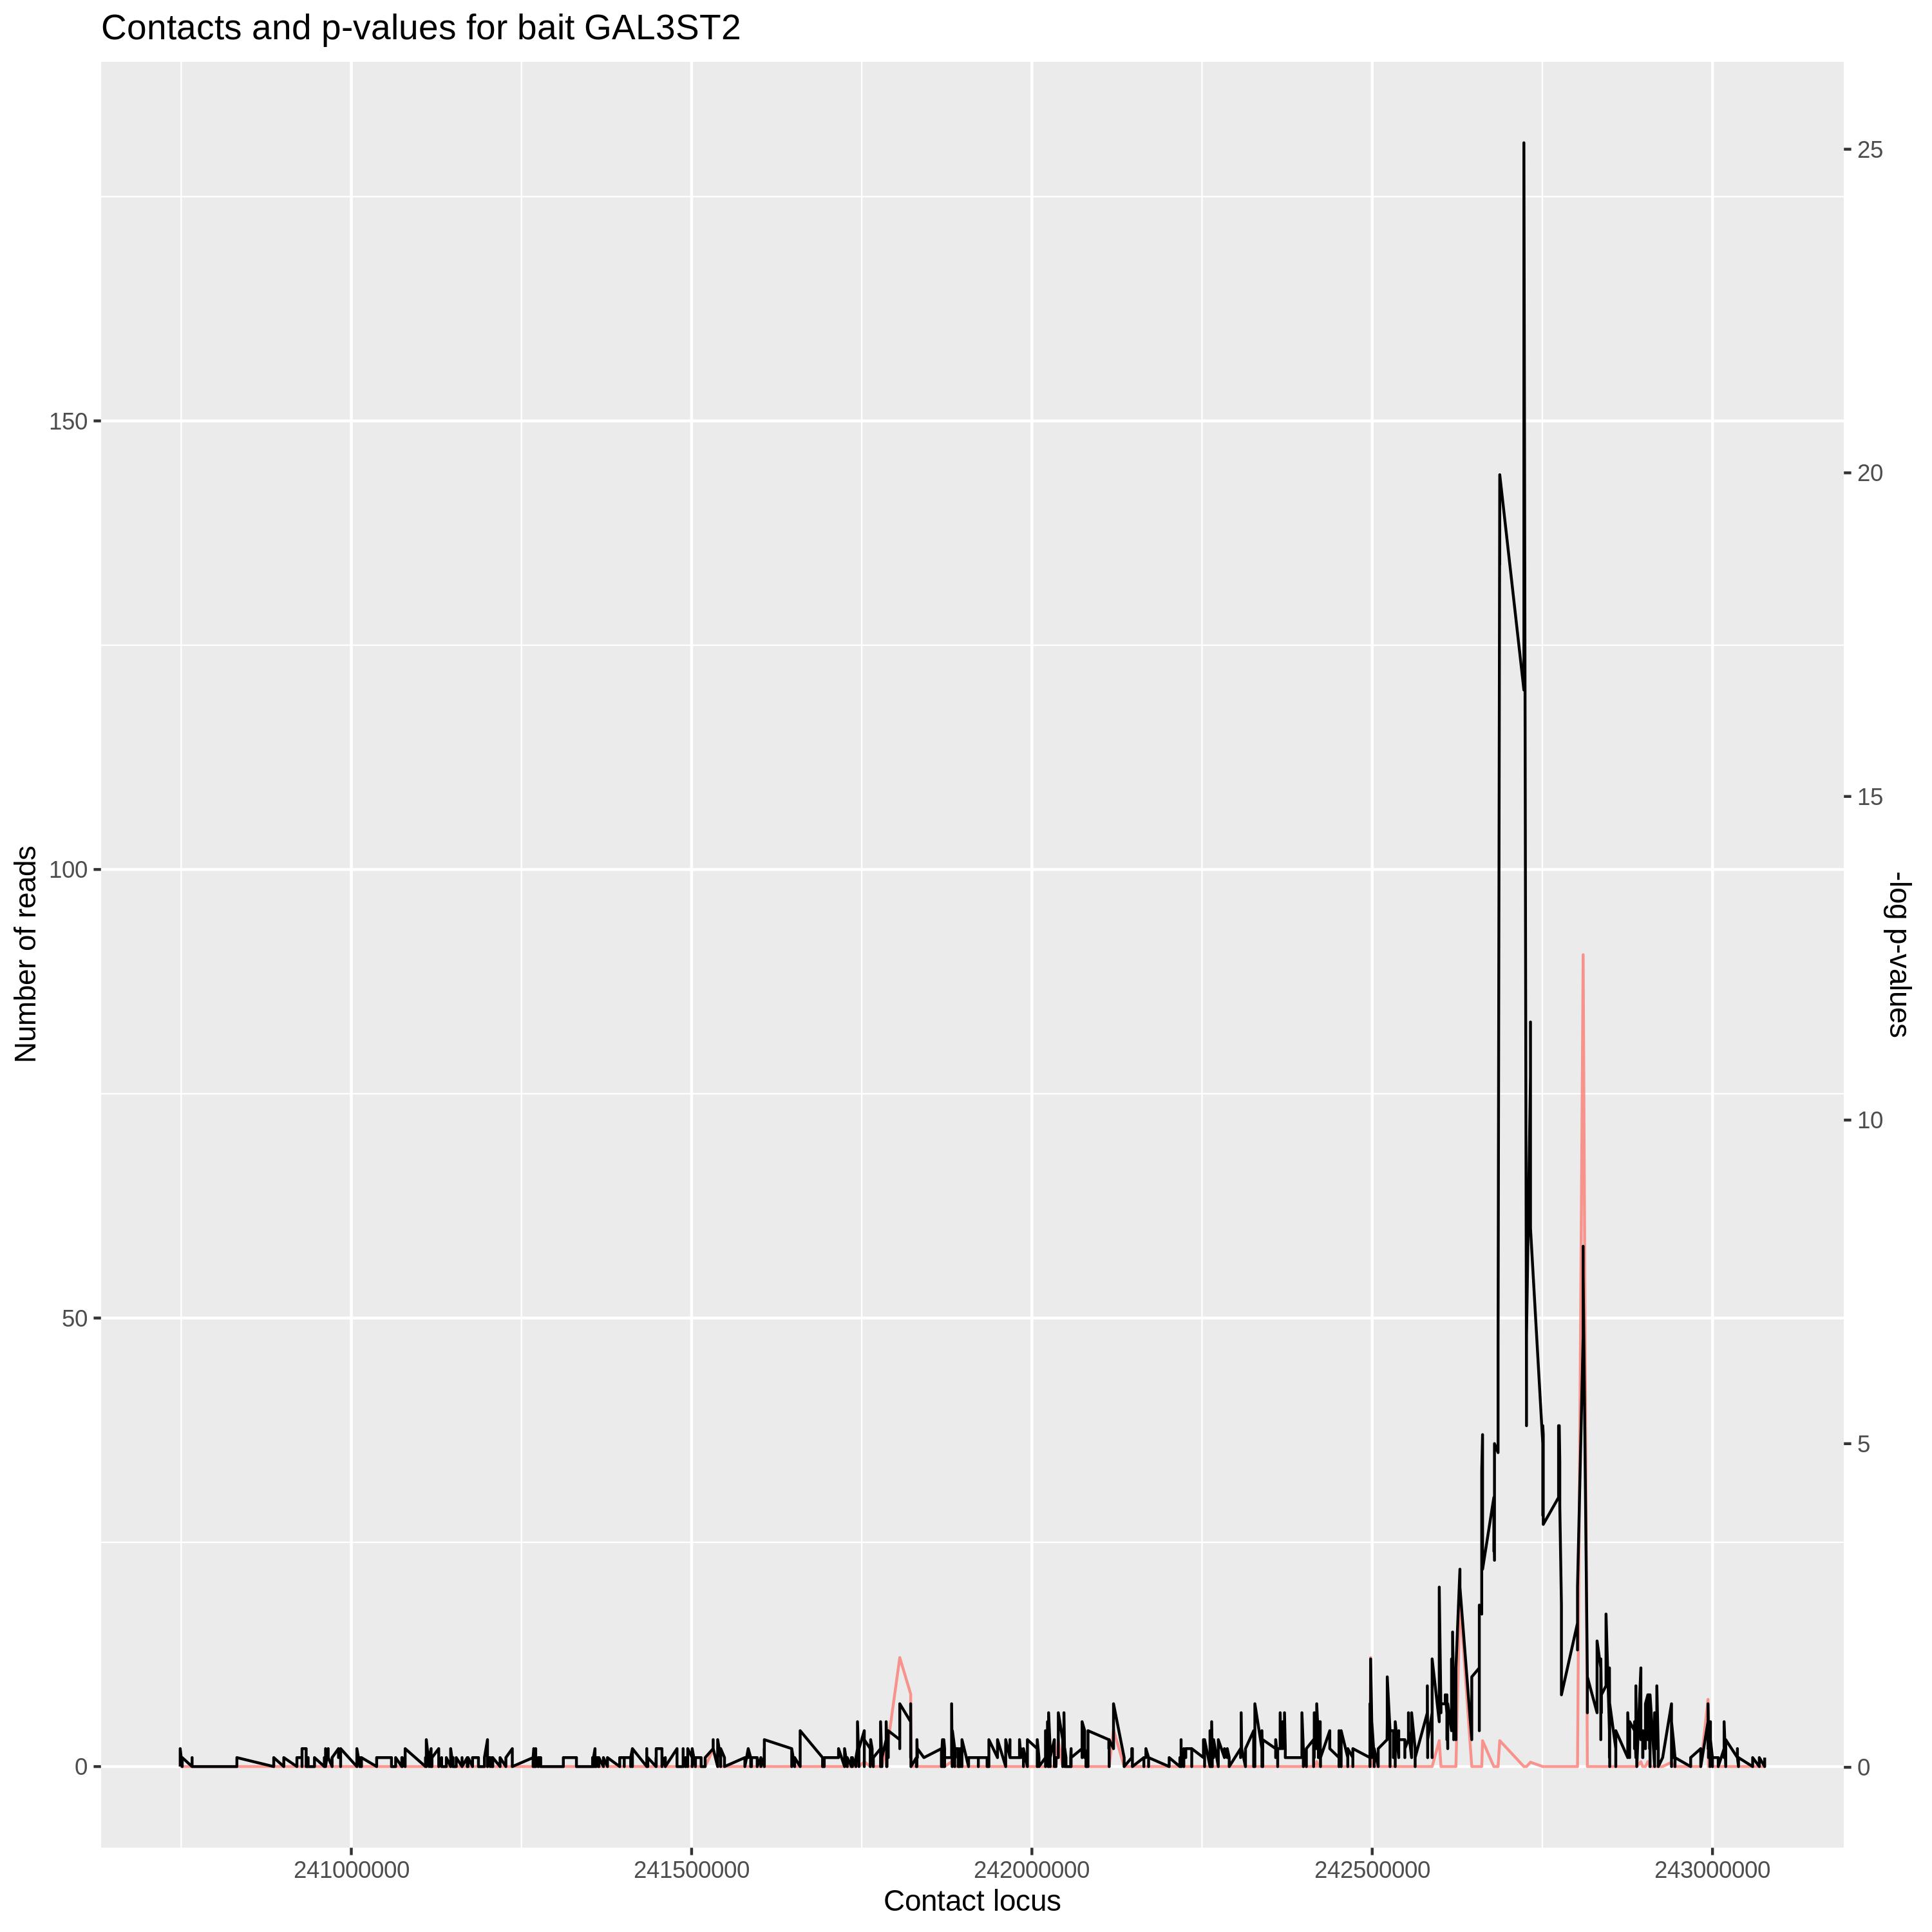 Contacts and p-values for bait GAL3ST2
Number of reads
150
100
50
0
25
20
15
10
5
0
-log p-values
241000000 241500000 242000000 242500000 243000000
Contact locus